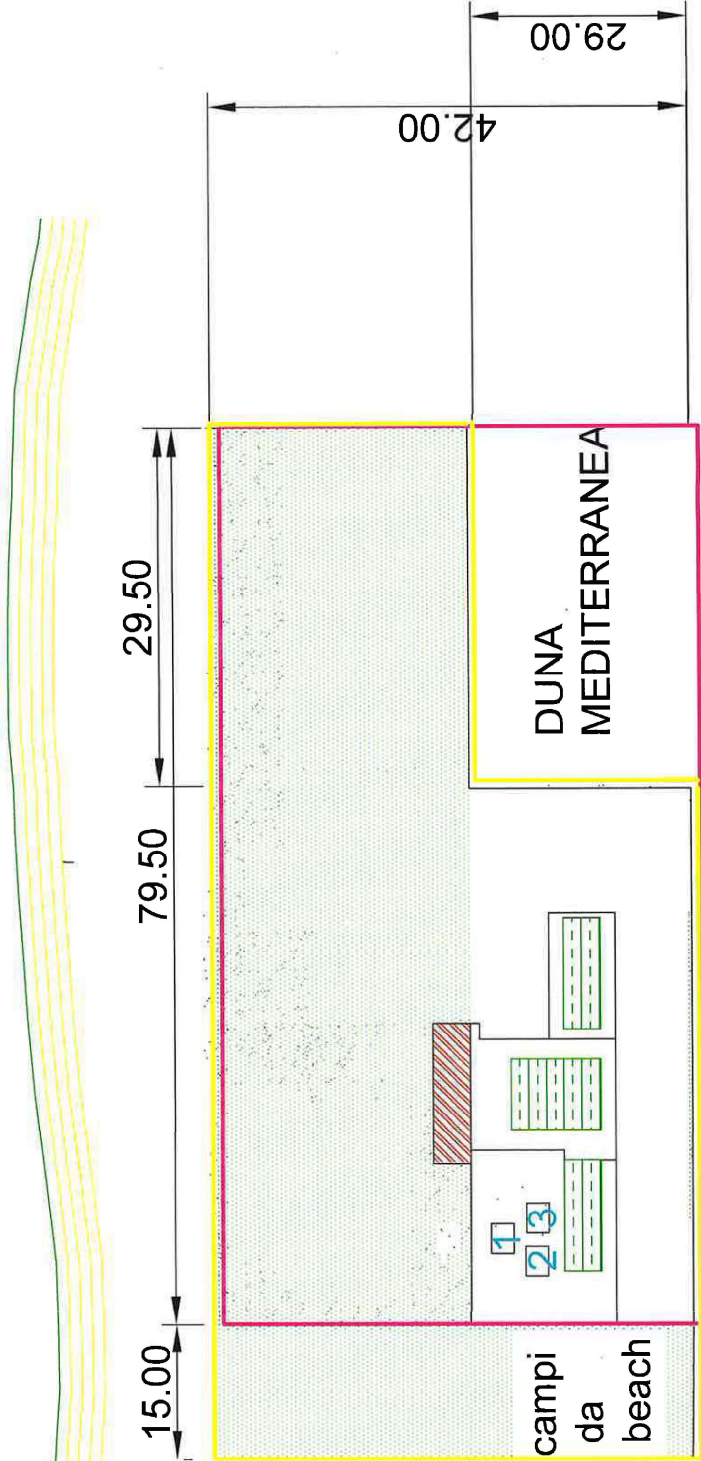 29.00
42.00
29.50
79.50
15.00
DUNA
MEDITERRANEA
1
2
3
campi
da
beach